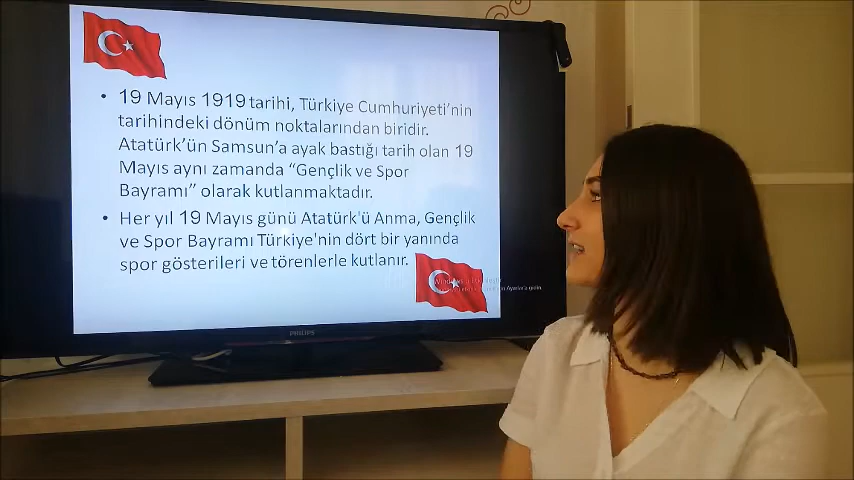 • 19 Mayıs 1919 tarihi, Türkiye Cumhuriyeti'nin
tarihindeki dönüm noktalarından biridir.
Atatürk'ün Samsun'a ayak bastığı tarih olan 19
Mayıs aynı zamanda "Gençlik ve Spor
Bayramı" olarak kutlanmaktadır.
• Her yıl 19 Mayıs günü Atatürk'ü Anma, Gençlik
ve Spor Bayramı Türkiye'nin dört bir yanında
spor gösterileri ve törenlerle kutlanır.
PHILIPS